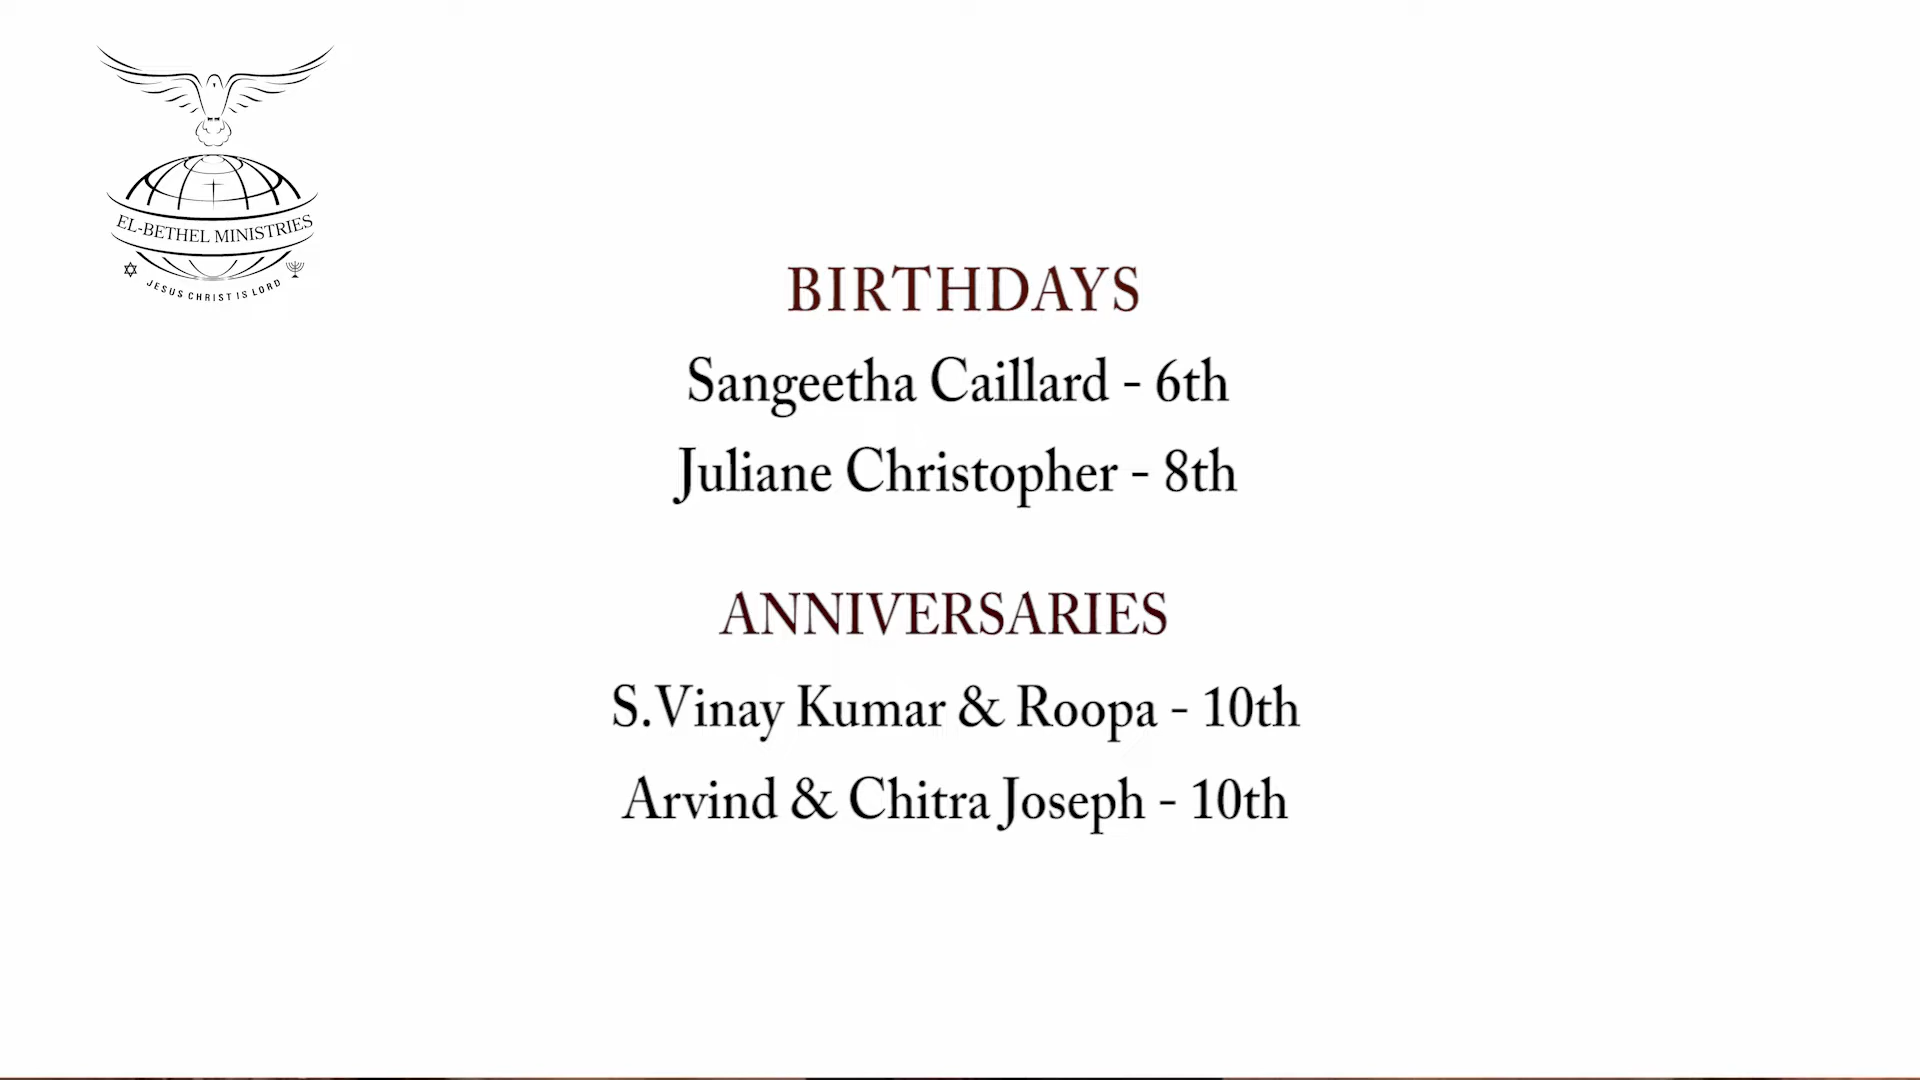 EL-BETHEL MINISTRIES
JESUS CHRIST IS LORD
BIRTHDAYS
Sangeetha Caillard - 6th
Juliane Christopher - 8th
ANNIVERSARIES
S.Vinay Kumar & Roopa - 10th
Arvind & Chitra Joseph - 10th